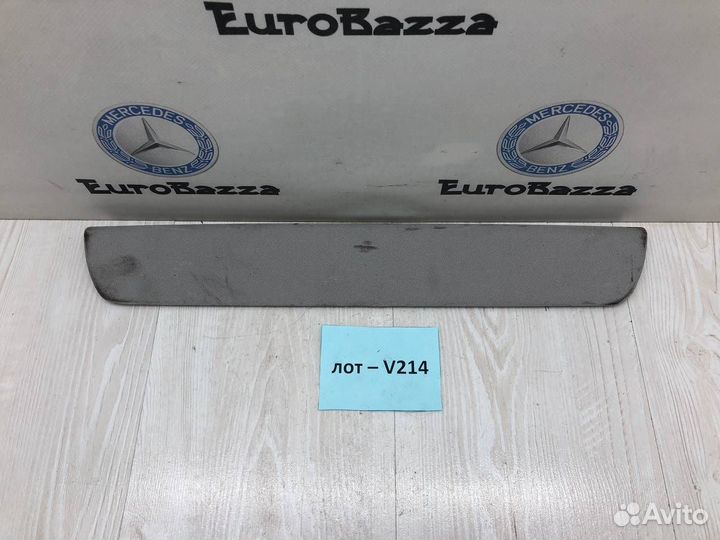 EuroBazza
MERCEDES
BENZ
MERCEDES
BENZ
EuroBazza
EuroBazza
лот – V214
Avito